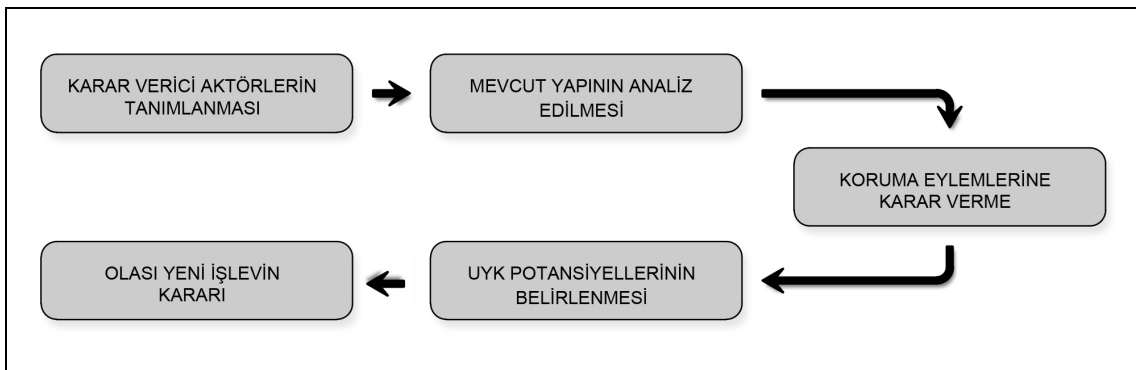 KARAR VERİCİ AKTÖRLERİN
TANIMLANMASI
MEVCUT YAPININ ANALİZ
EDİLMESİ
KORUMA EYLEMLERİNE
KARAR VERME
UYK POTANSİYELLERİNİN
BELİRLENMESİ
OLASI YENİ İŞLEVİN
KARARI